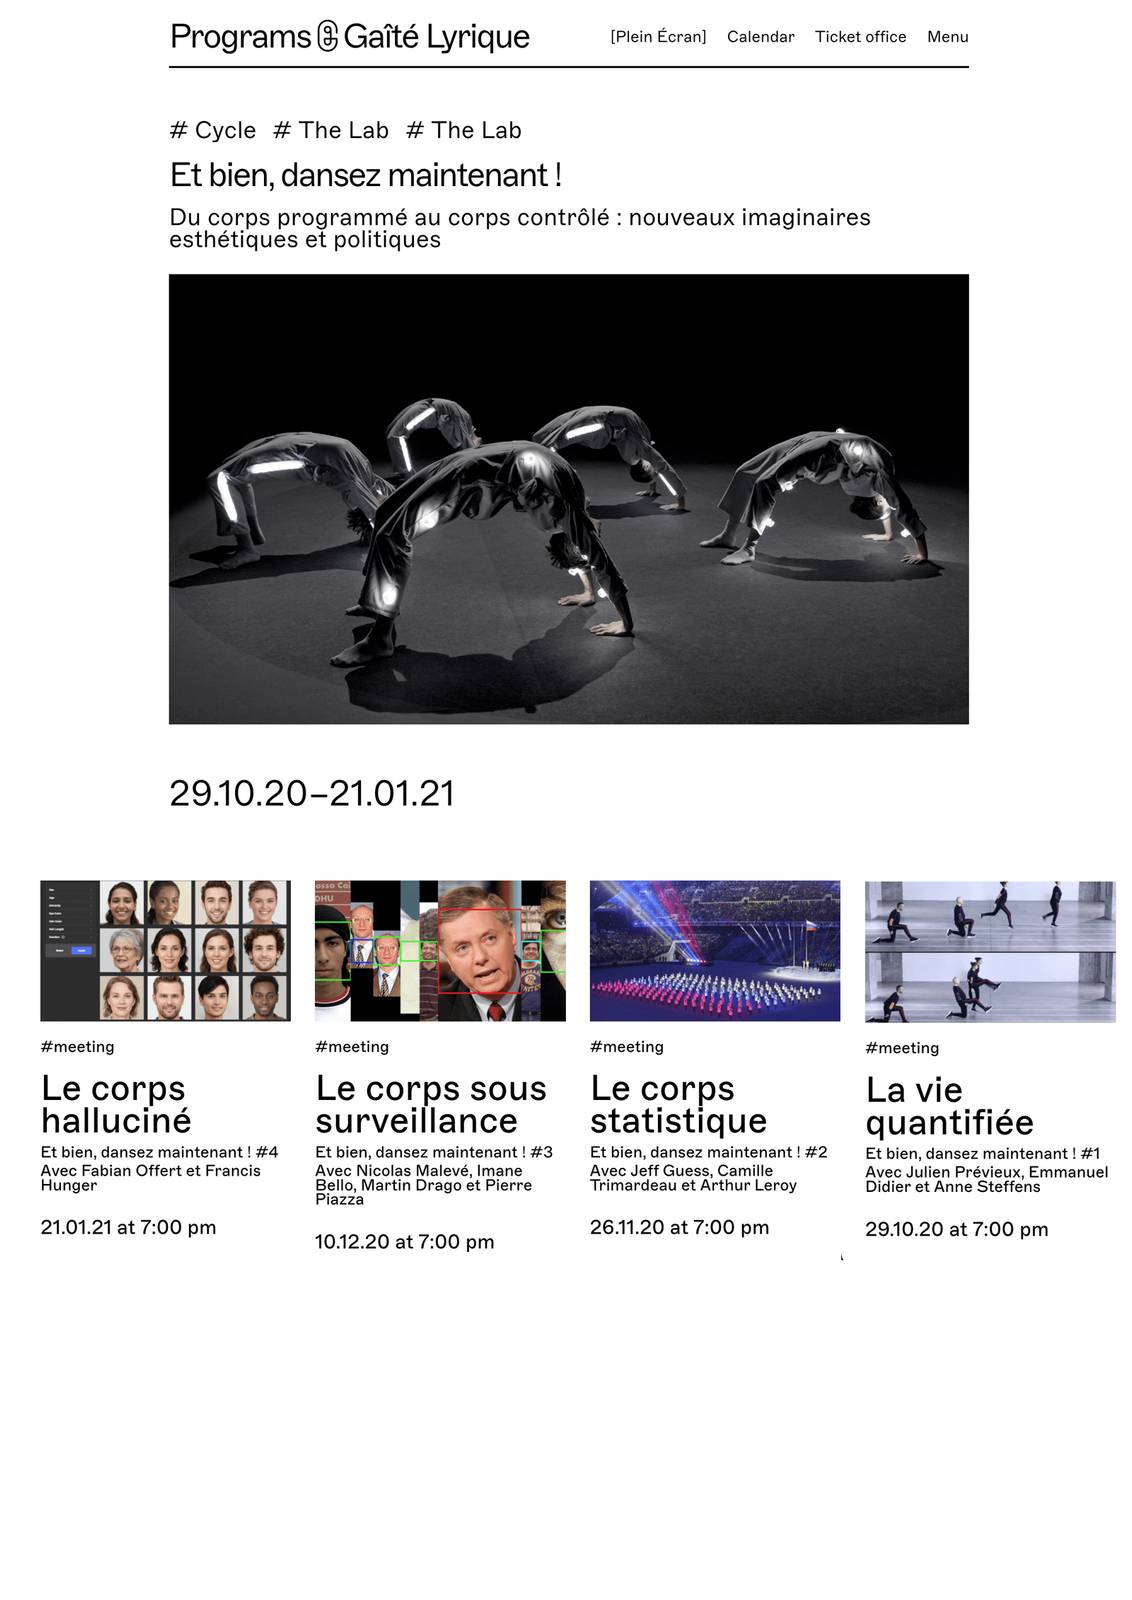 Programs Gaîté Lyrique
[Plein Écran] Calendar Ticket office Menu
# Cycle # The Lab # The Lab
Et bien, dansez maintenant !
Du corps programmé au corps contrôlé : nouveaux imaginaires
esthétiques et politiques
29.10.20–21.01.21
#meeting
Le corps
halluciné
Et bien, dansez maintenant ! #4
Avec Fabian Offert et Francis
Hunger
21.01.21 at 7:00 pm
#meeting
Le corps sous
surveillance
Et bien, dansez maintenant ! #3
Avec Nicolas Malevé, Imane
Bello, Martin Drago et Pierre
Piazza
10.12.20 at 7:00 pm
#meeting
Le corps
statistique
Et bien, dansez maintenant ! #2
Avec Jeff Guess, Camille
Trimardeau et Arthur Leroy
26.11.20 at 7:00 pm
#meeting
La vie
quantifiée
Et bien, dansez maintenant ! #1
Avec Julien Prévieux, Emmanuel
Didier et Anne Steffens
29.10.20 at 7:00 pm